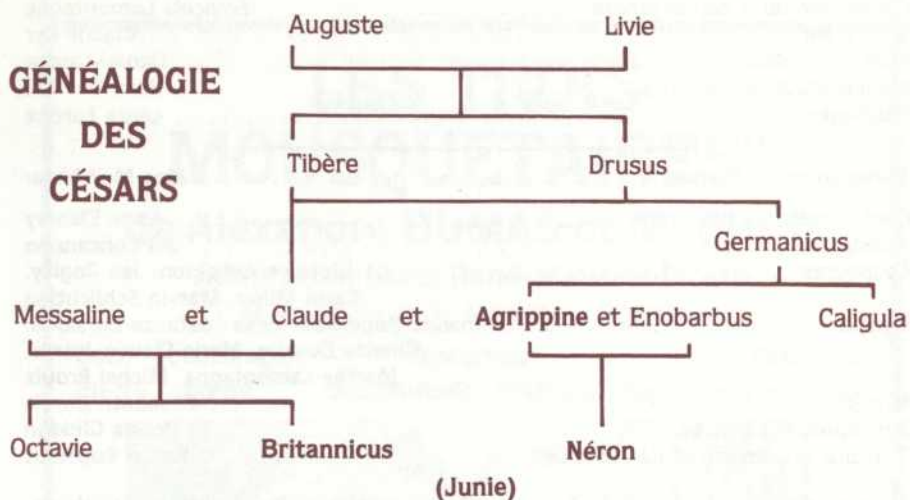 Auguste Livie
GÉNÉALOGIE
DES
CÉSARS
Tibère Drusus
Germanicus
Messaline et Claude et Agrippine et Enobarbus Caligula
Octavie Britannicus Néron
(Junie)